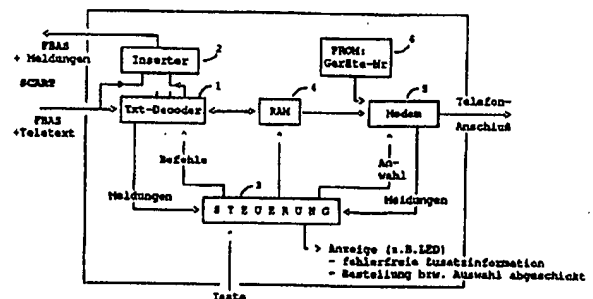 FBAS
+ Meldungen
SCART
FBAS
+Teletext
Inserter
2
PROM:
Geräte-Nr
6
1
Txt-Decoder
4
RAM
5
Modem
Telefon-
Anschluß
Befehle
An-
wahl
Meldungen
Meldungen
3
STEUERUNG
Anzeige (z.B.LED)
- fehlerfreie Zusatzinformation
- Bestellung bzw. Auswahl abgeschickt
Taste